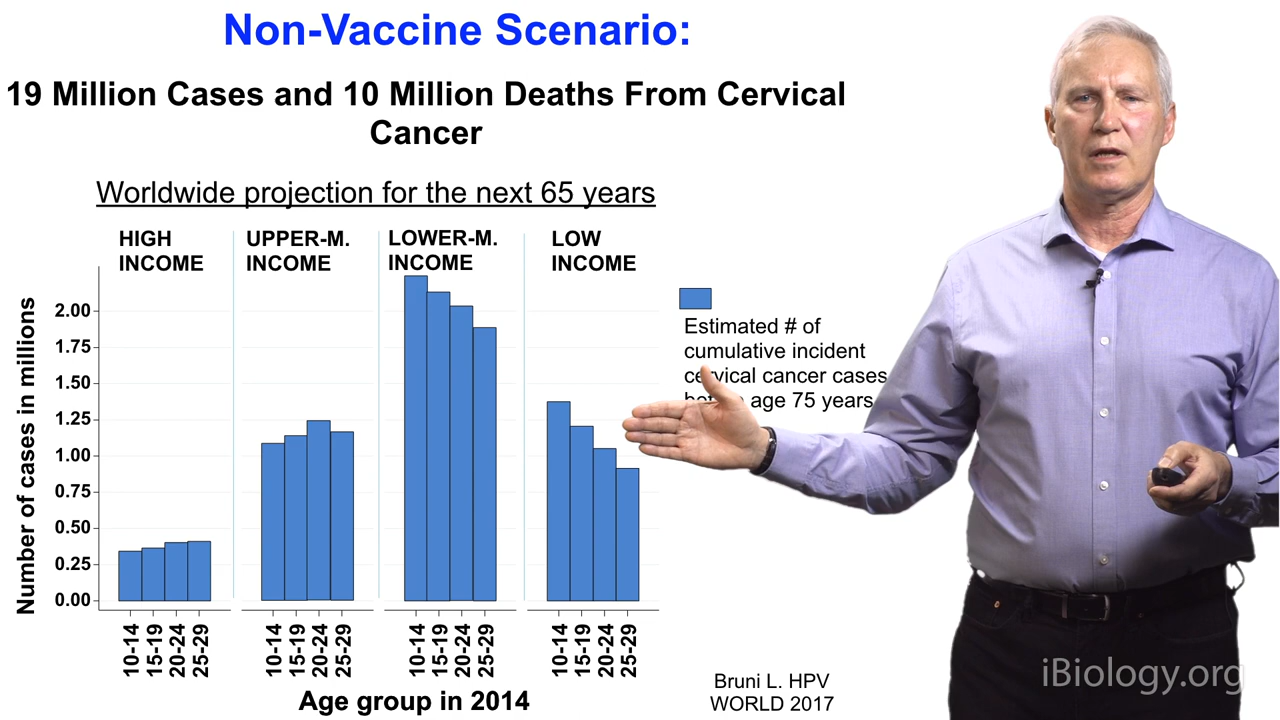 Non-Vaccine Scenario:
19 Million Cases and 10 Million Deaths From Cervical
Cancer
Worldwide projection for the next 65 years
HIGH
INCOME
UPPER-M.
INCOME
LOWER-M.
INCOME
LOW
INCOME
Number of cases in millions
2.00
1.75
1.50
1.25
1.00
0.75
0.50
0.25
0.00
10-14
15-19
20-24
25-29
10-14
15-19
20-24
25-29
10-14
15-19
20-24
25-29
10-14
15-19
20-24
25-29
Age group in 2014
Estimated # of
cumulative incident
cervical cancer cases
age 75 years
Bruni L. HPV
WORLD 2017
iBiology.org